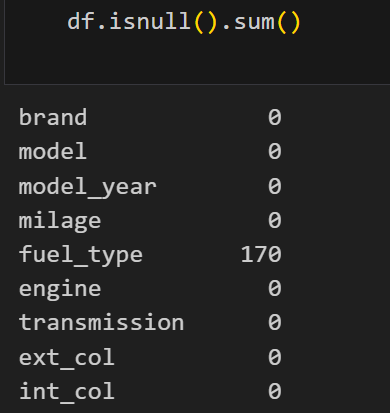 df.isnull().sum()
brand 0
model 0
model_year 0
milage 0
fuel_type 170
engine 0
transmission 0
ext_col 0
int_col 0